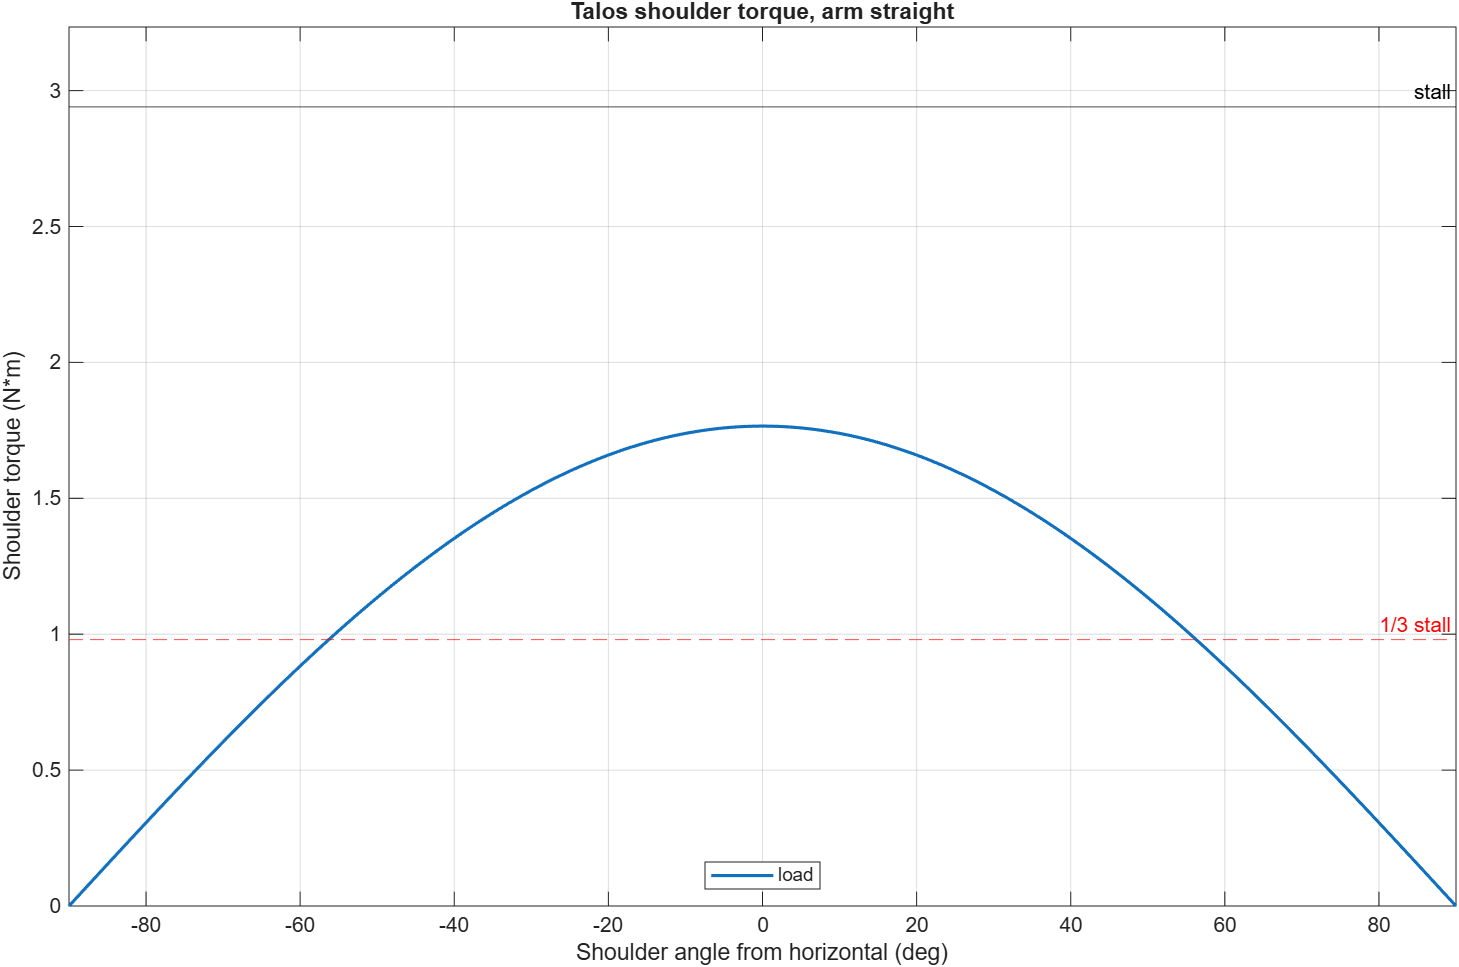 Talos shoulder torque, arm straight
3
stall
2.5
2
1.5
1
1/3 stall
0.5
0
Shoulder torque (N*m)
load
-80 -60 -40 -20 0 20 40 60 80
Shoulder angle from horizontal (deg)